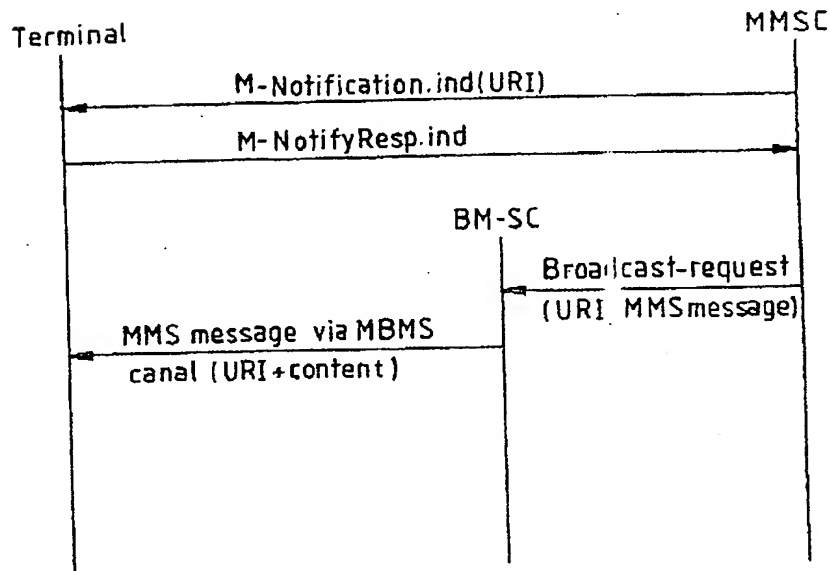 Terminal
MMSC
M-Notification.ind(URI)
M-NotifyResp.ind
BM-SC
Broadcast-request
(URI MMSmessage)
MMS message via MBMS
canal (URI+content)